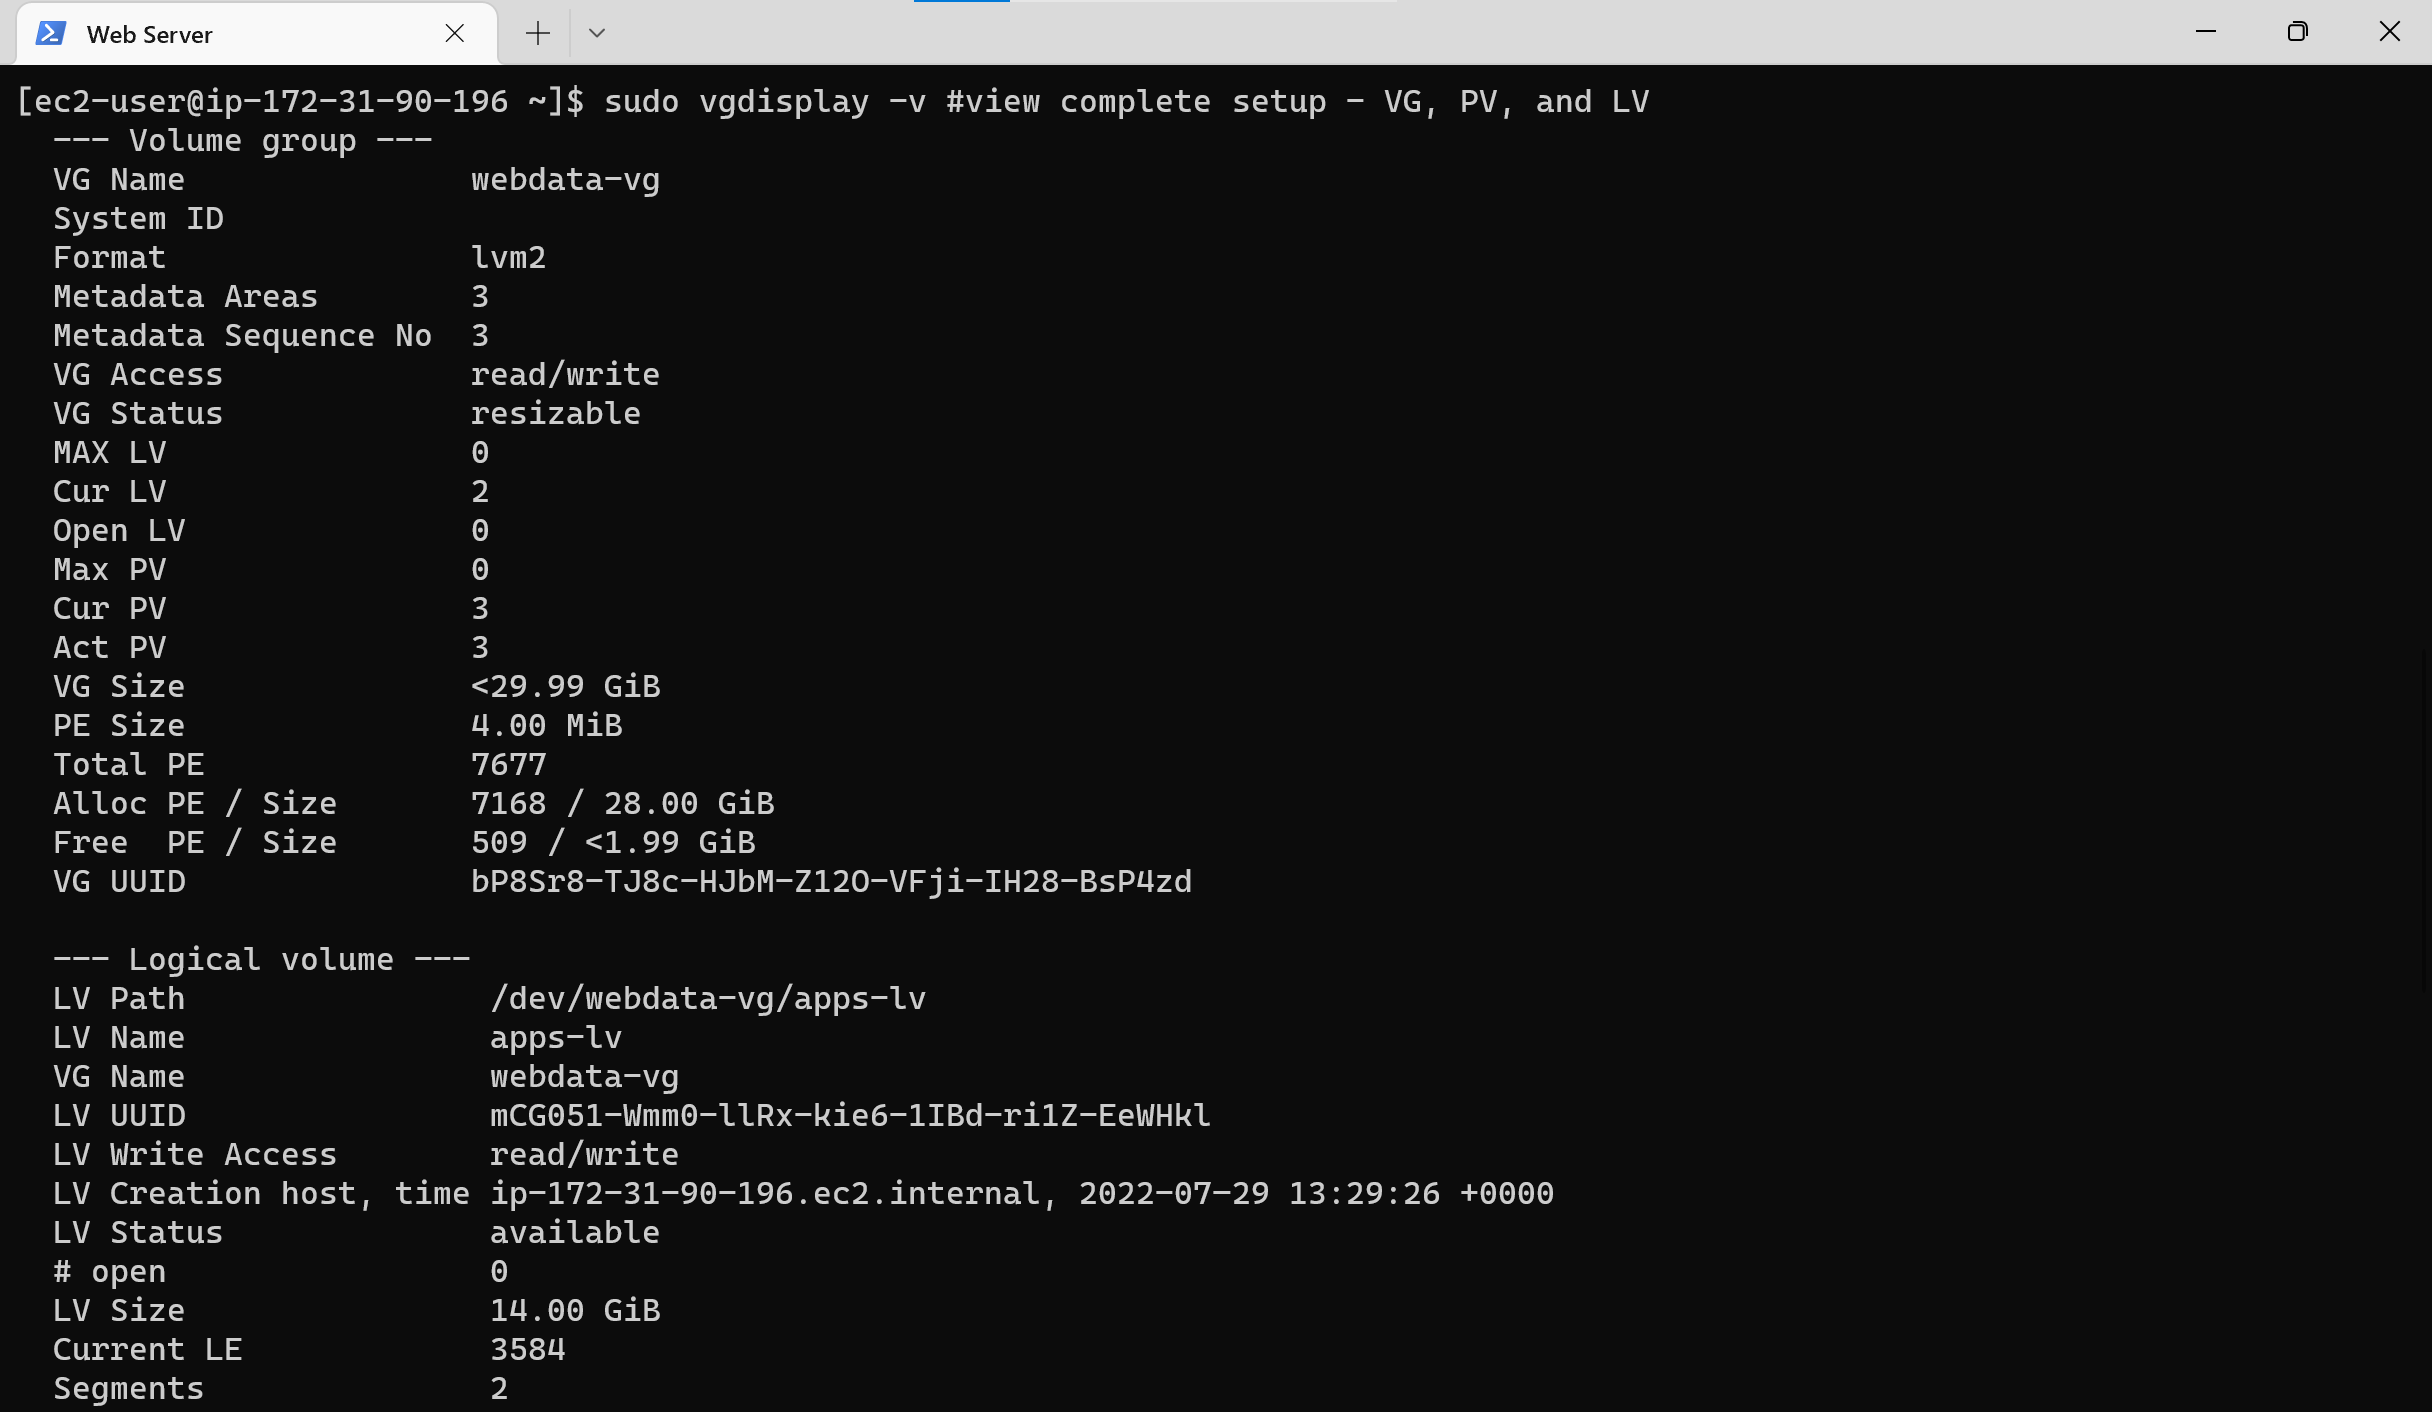 Web Server
[ec2-user@ip-172-31-90-196 ~]$ sudo vgdisplay -v #view complete setup - VG, PV, and LV
--- Volume group ---
VG Name webdata-vg
System ID
Format lvm2
Metadata Areas 3
Metadata Sequence No 3
VG Access read/write
VG Status resizable
MAX LV 0
Cur LV 2
Open LV 0
Max PV 0
Cur PV 3
Act PV 3
VG Size <29.99 GiB
PE Size 4.00 MiB
Total PE 7677
Alloc PE / Size 7168 / 28.00 GiB
Free  PE / Size 509 / <1.99 GiB
VG UUID bP8Sr8-TJ8c-HJbM-Z12O-VFji-IH28-BsP4zd
--- Logical volume ---
LV Path /dev/webdata-vg/apps-lv
LV Name apps-lv
VG Name webdata-vg
LV UUID mCG051-Wmm0-llRx-kie6-1IBd-ri1Z-EeWHkl
LV Write Access read/write
LV Creation host, time ip-172-31-90-196.ec2.internal, 2022-07-29 13:29:26 +0000
LV Status available
# open 0
LV Size 14.00 GiB
Current LE 3584
Segments 2